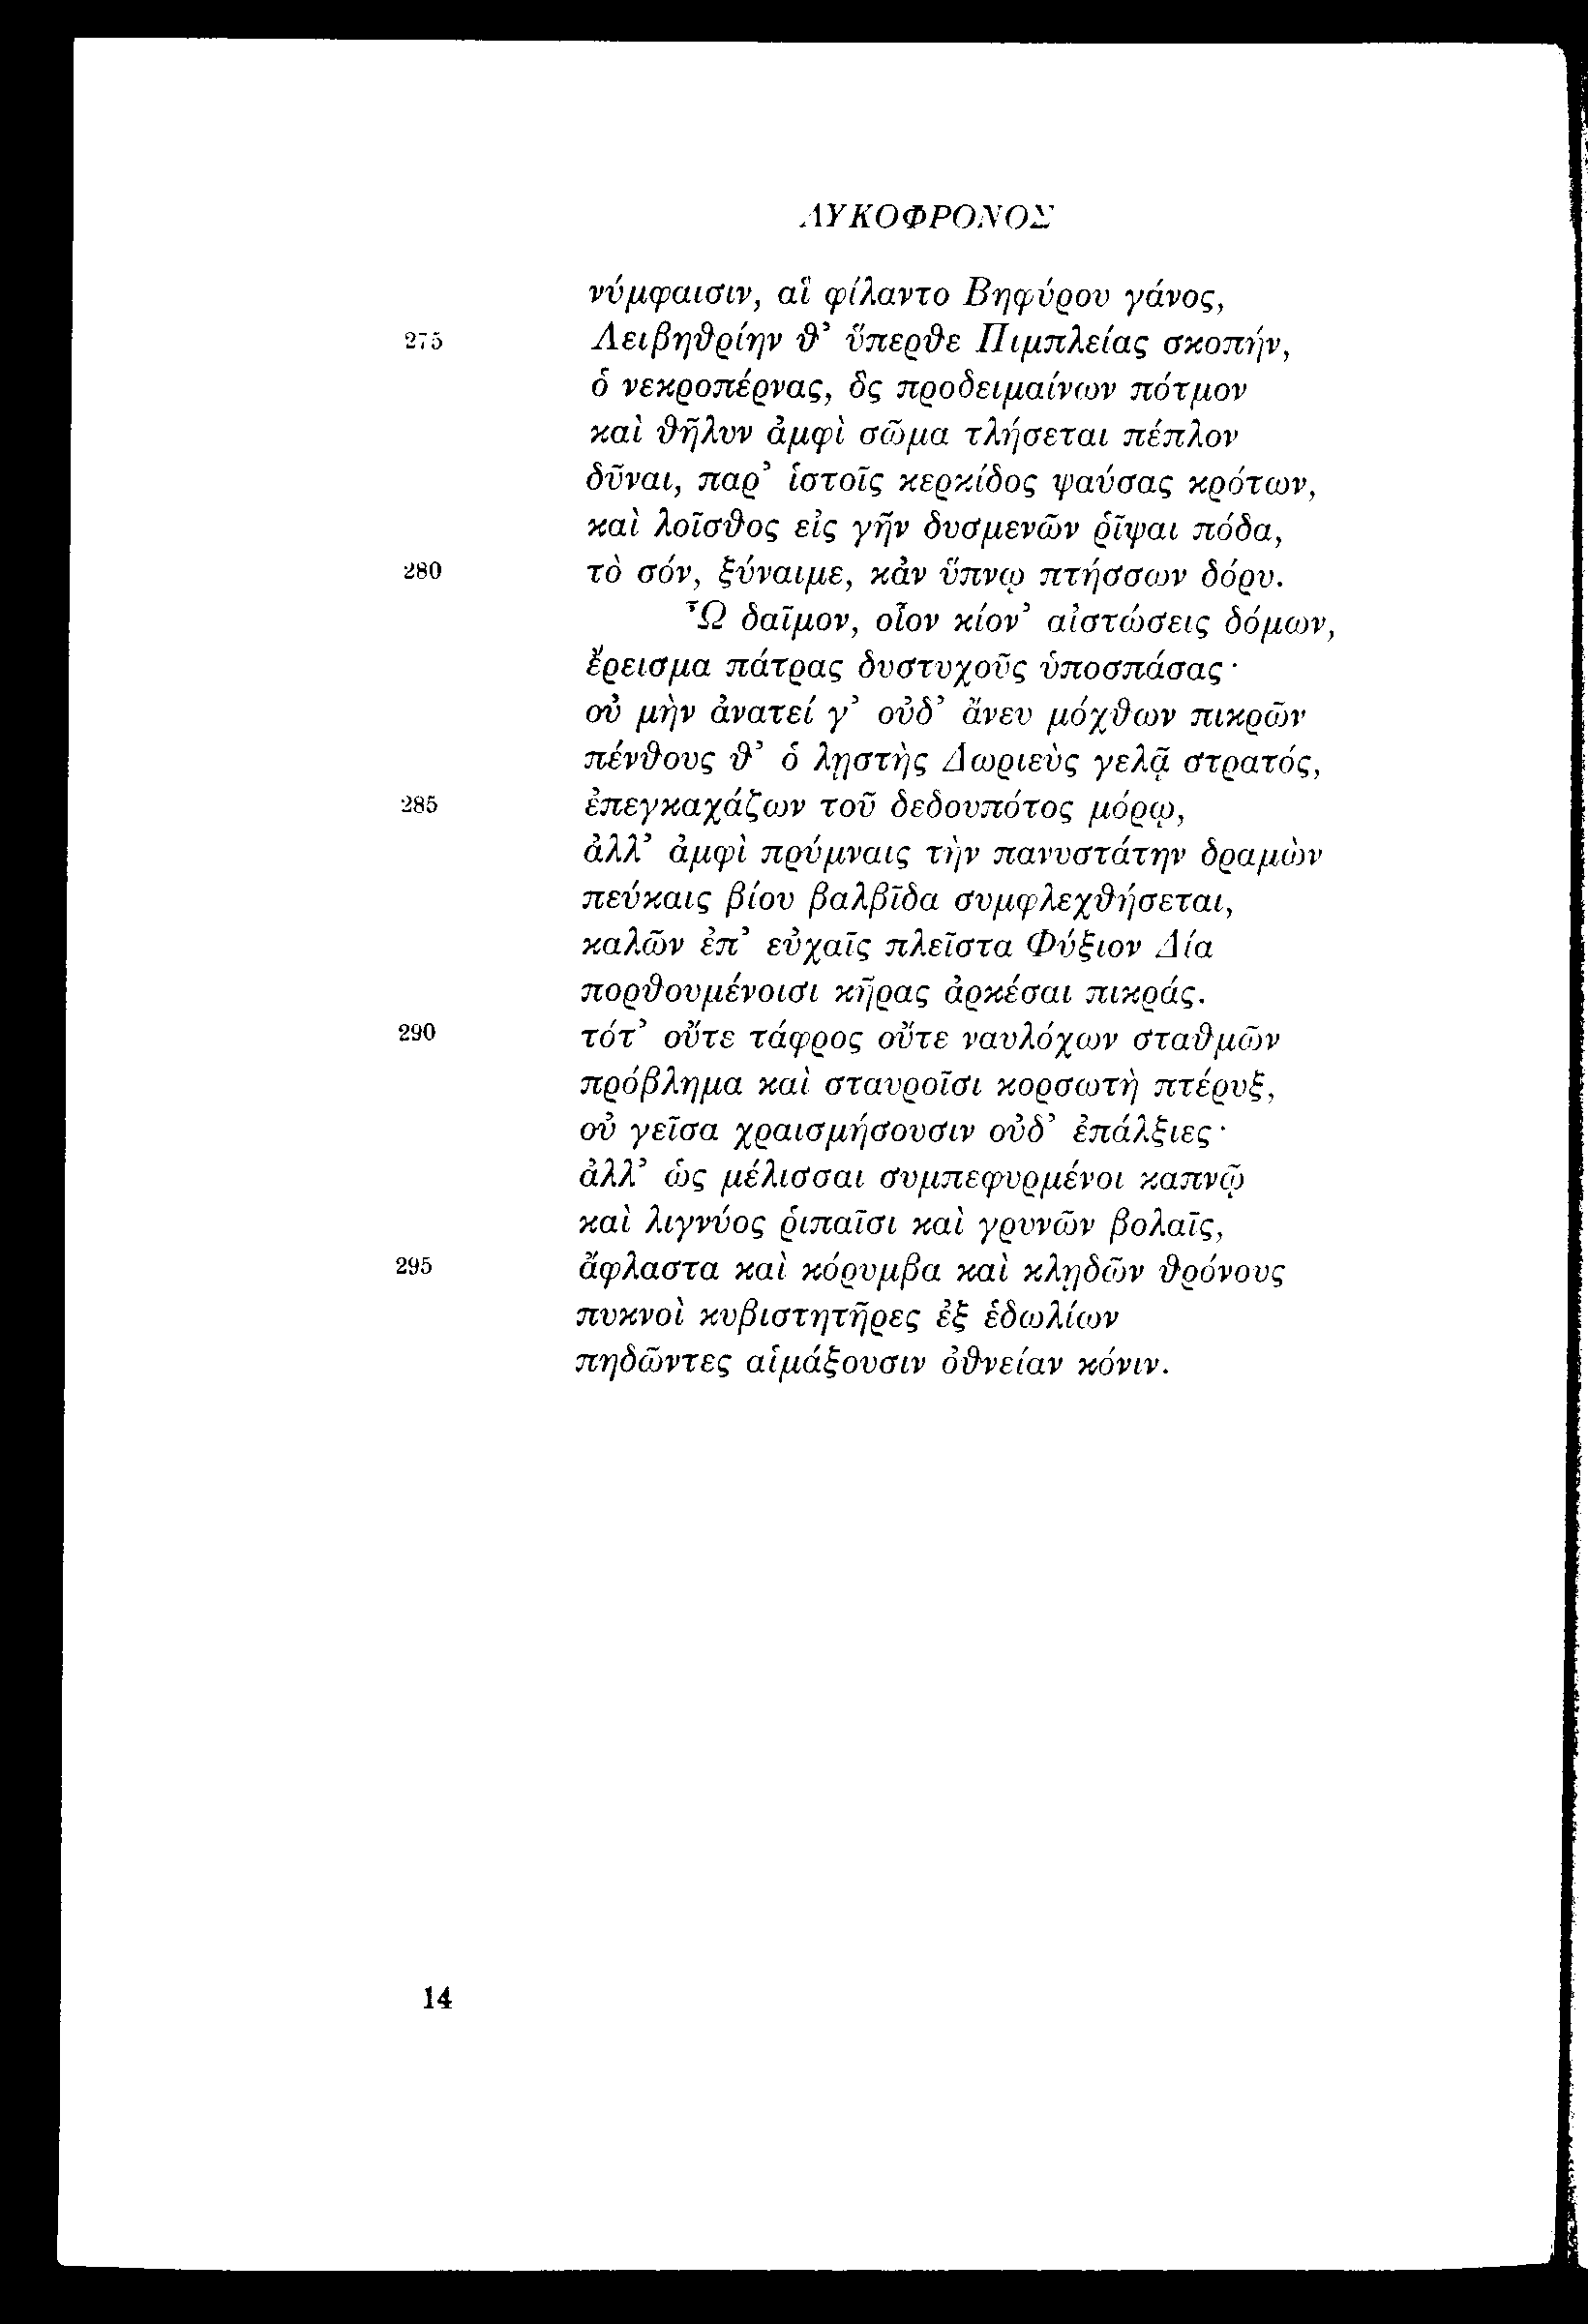 ΛΥΚΟΦΡΟΝΟΣ
νύμφαισιν, αἳ φίλαντο Βηφύρου γάνος,
275 Λειβηθρίην θ’ ὕπερθε Πιμπλείας σκοπήν,
ὁ νεκροπέρνας, ὃς προδειμαίνων πότμον
καὶ θῆλυν ἀμφὶ σῶμα τλήσεται πέπλον
δῦναι, παρ’ ἱστοῖς κερκίδος ψαύσας κρότων,
καὶ λοῖσθος εἰς γῆν δυσμενῶν ῥῖψαι πόδα,
280 τὸ σόν, ξύναιμε, κἀν ὕπνῳ πτήσσων δόρυ.
Ὦ δαῖμον, οἷον κίον’ αἰστώσεις δόμων,
ἔρεισμα πάτρας δυστυχοῦς ὑποσπάσας·
οὐ μὴν ἀνατεί γ’ οὐδ’ ἄνευ μόχθων πικρῶν
πένθους θ’ ὁ λῃστὴς Δωριεὺς γελᾷ στρατός,
285 ἐπεγκαχάζων τοῦ δεδουπότος μόρῳ,
ἀλλ’ ἀμφὶ πρύμναις τὴν πανυστάτην δραμὼν
πεύκαις βίου βαλβῖδα συμφλεχθήσεται,
καλῶν ἐπ’ εὐχαῖς πλεῖστα Φύξιον Δία
πορθουμένοισι κῆρας ἀρκέσαι πικράς.
290 τότ’ οὔτε τάφρος οὔτε ναυλόχων σταθμῶν
πρόβλημα καὶ σταυροῖσι κορσωτὴ πτέρυξ,
οὐ γεῖσα χραισμήσουσιν οὐδ’ ἐπάλξιες·
ἀλλ’ ὡς μέλισσαι συμπεφυρμένοι καπνῷ
καὶ λιγνύος ῥιπαῖσι καὶ γρυνῶν βολαῖς,
295 ἄφλαστα καὶ κόρυμβα καὶ κλῃδῶν θρόνους
πυκνοὶ κυβιστητῆρες ἐξ ἑδωλίων
πηδῶντες αἱμάξουσιν ὀθνείαν κόνιν.
14